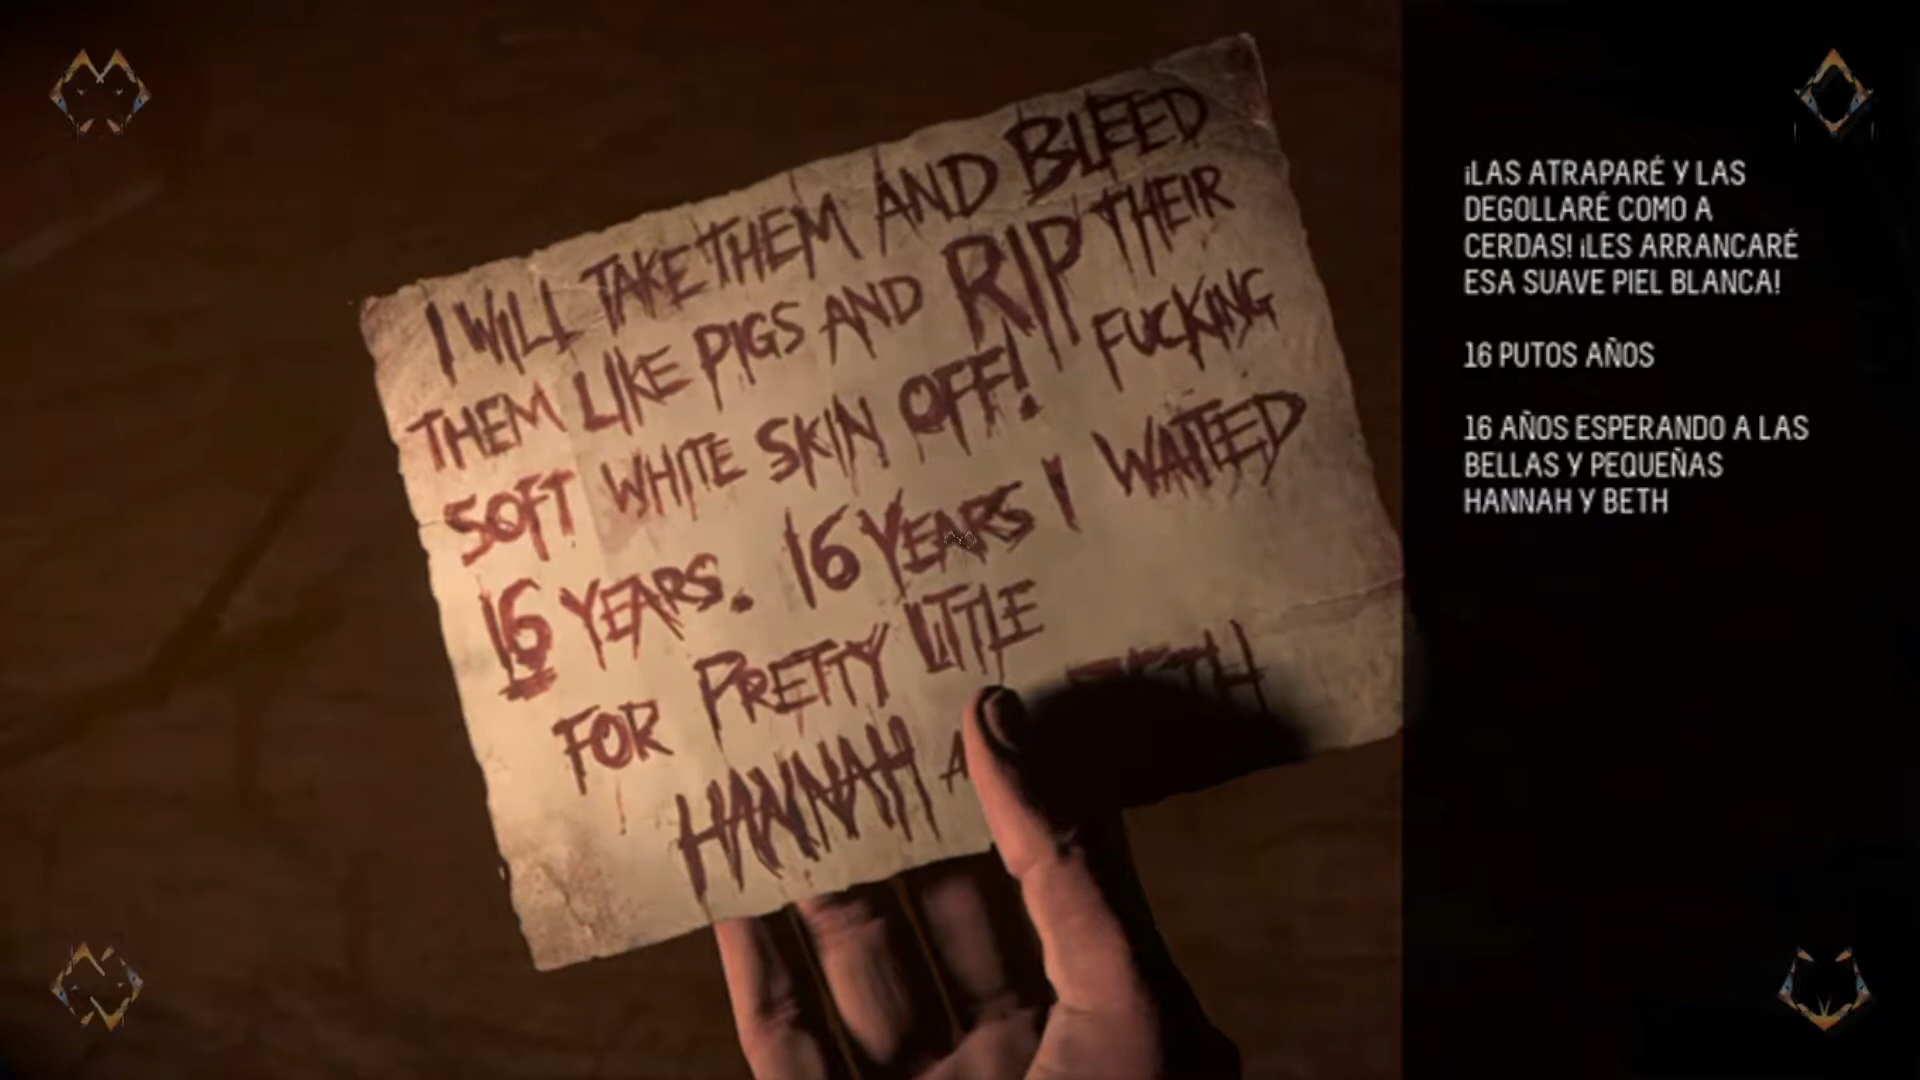 I WILL TAKE THEM AND BLEED
THEM LIKE PIGS AND RIP THEIR
SOFT WHITE SKIN OFF! FUCKING
16 YEARS. 16 YEARS I WAITED
FOR PRETTY LITTLE
HANNAH A BETH
¡LAS ATRAPARÉ Y LAS
DEGOLLARÉ COMO A
CERDAS! ¡LES ARRANCARÉ
ESA SUAVE PIEL BLANCA!
16 PUTOS AÑOS
16 AÑOS ESPERANDO A LAS
BELLAS Y PEQUEÑAS
HANNAH Y BETH